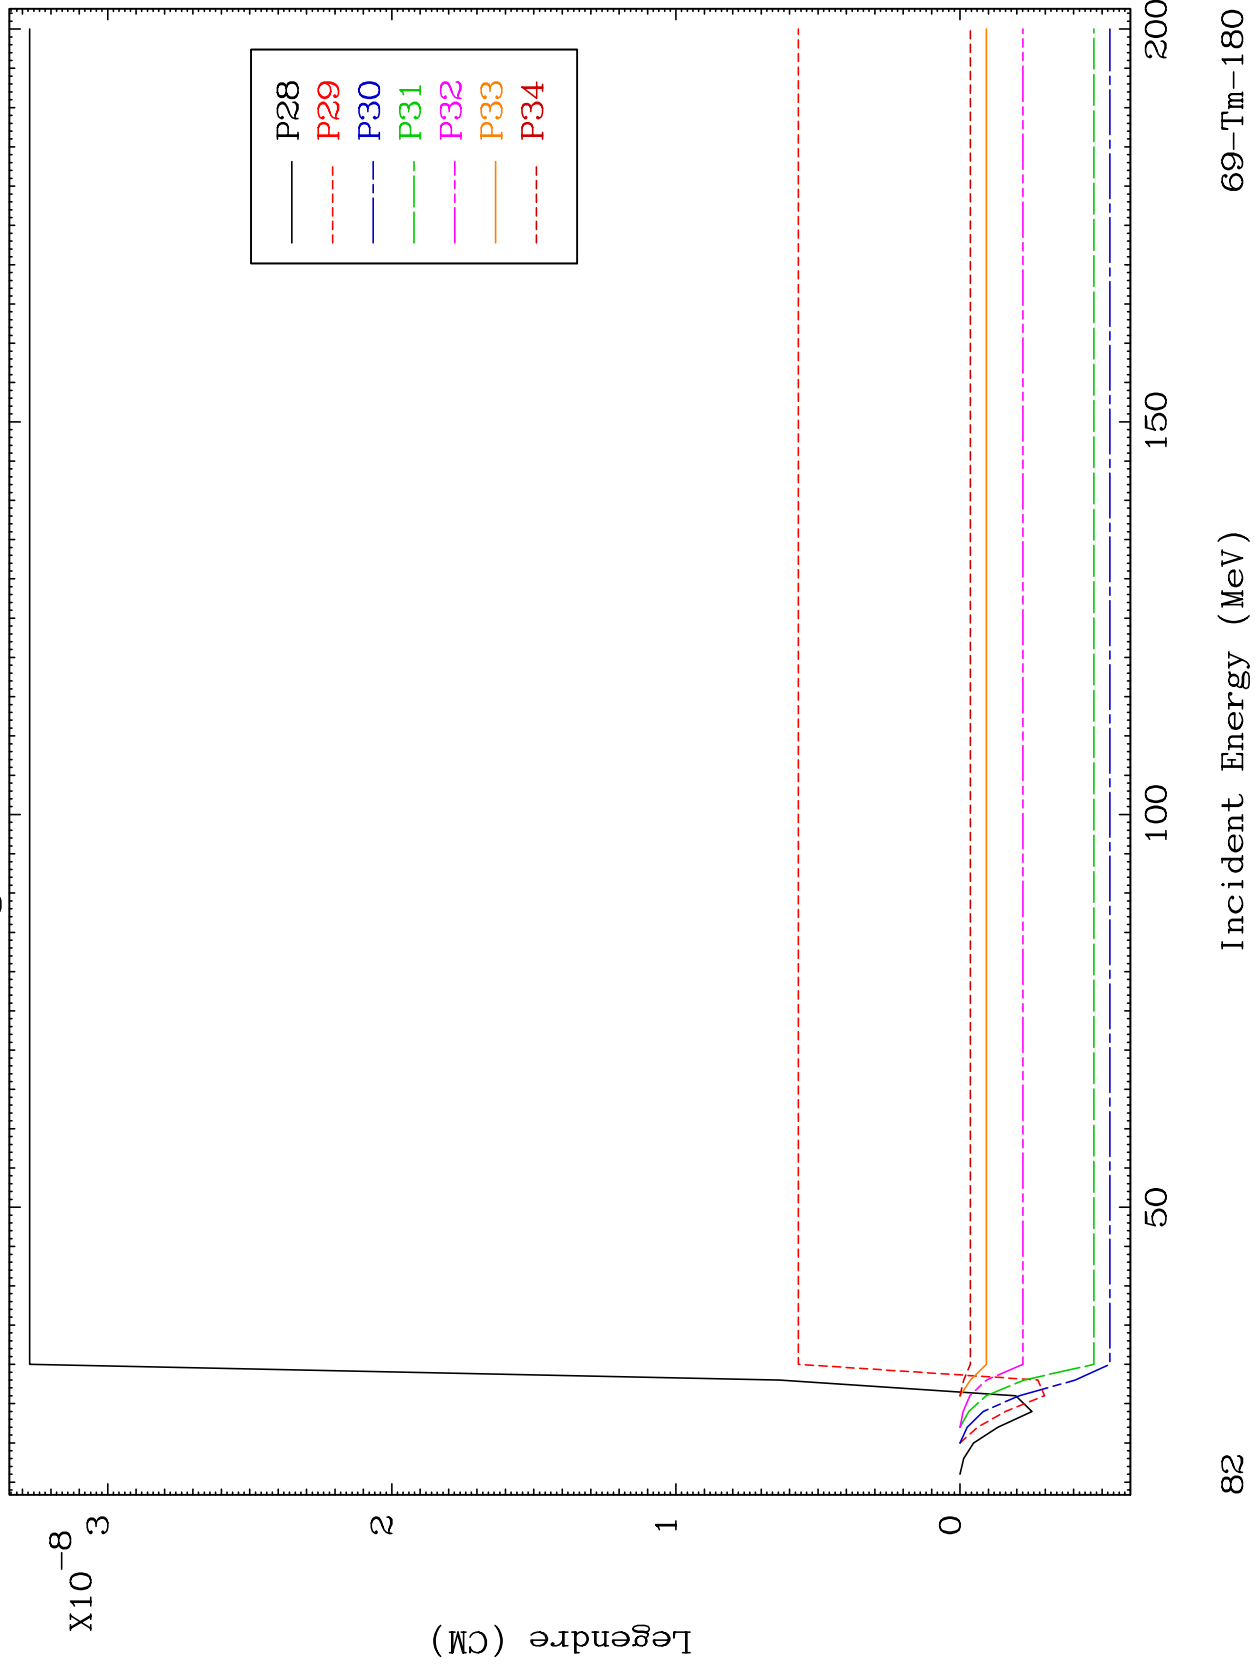 X10-8
3
2
1
0
Legendre (CM)
P28
P29
P30
P31
P32
P33
P34
50
100
150
200
Incident Energy (MeV)
82
69-Tm-180